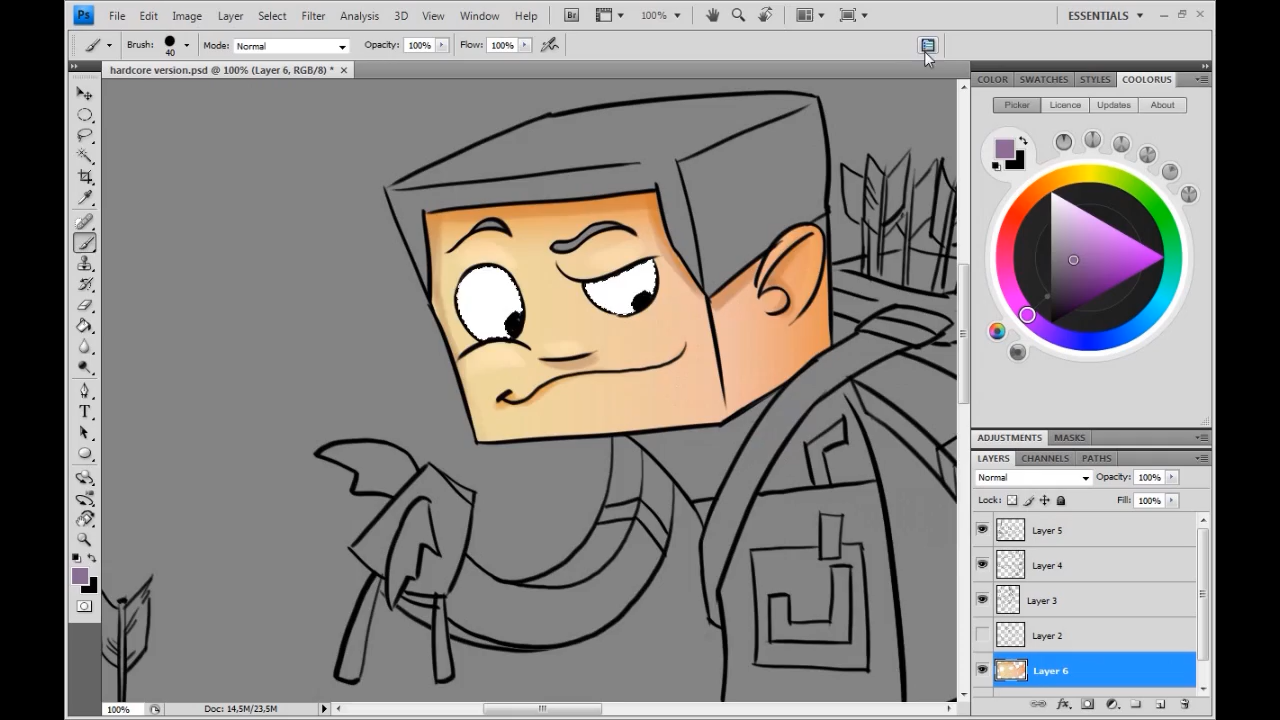 Ps File Edit Image Layer Select Filter Analysis 3D View Window Help Br 100% ESSENTIALS
Brush: 40 Mode: Normal Opacity: 100% Flow: 100%
hardcore version.psd @ 100% (Layer 6, RGB/8) *
COLOR SWATCHES STYLES COOLORUS
Picker Licence Updates About
ADJUSTMENTS MASKS
LAYERS CHANNELS PATHS
Normal Opacity: 100%
Lock: Fill: 100%
Layer 5
Layer 4
Layer 3
Layer 2
Layer 6
100% Doc: 14,5M/23,5M